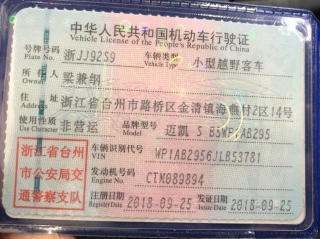 中华人民共和国机动车行驶证
Vehicle License of the People's Republic of China
号牌号码 浙JJ92S9 车辆类型 小型越野客车
Plate No. Vehicle Type
所有人 梁兼纲
Owner
住址 浙江省台州市路桥区金清镇海 村2区14号
Address
使用性质 非营运 品牌型号 迈凯 S B5WP1AB295
Use Character Model
浙江省台州 车辆识别代号 WP1AB2956JLB53781
VIN
市公安局交 发动机号码 CTM089894
Engine No.
通警察支队 注册日期 2018-09-25 发证日期 2018-09-25
Register Date Issue Date